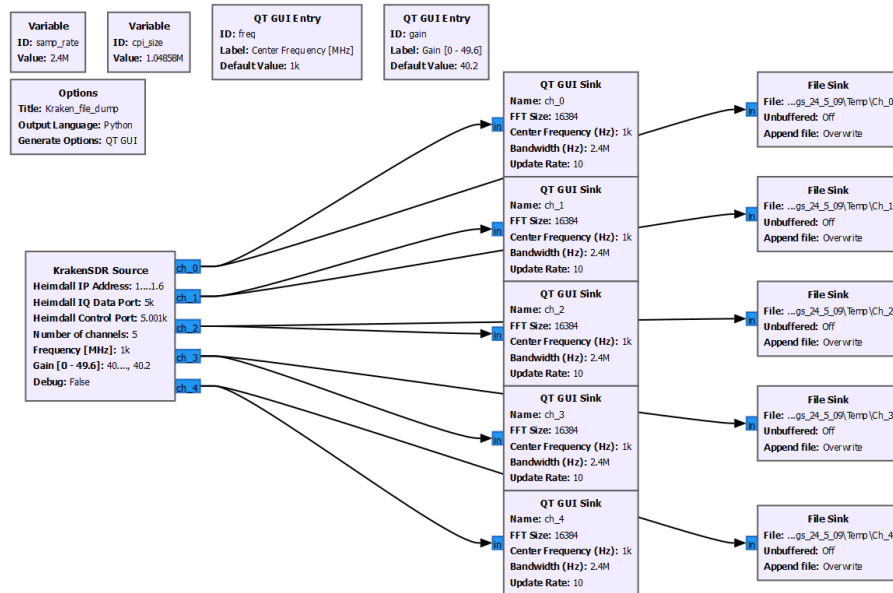 Variable
ID: samp_rate
Value: 2.4M
Variable
ID: cpi_size
Value: 1.04858M
QT GUI Entry
ID: freq
Label: Center Frequency [MHz]
Default Value: 1k
QT GUI Entry
ID: gain
Label: Gain [0 - 49.6]
Default Value: 40.2
Options
Title: Kraken_file_dump
Output Language: Python
Generate Options: QT GUI
KrakenSDR Source
Heimdall IP Address: 1....1.6
Heimdall IQ Data Port: 5k
Heimdall Control Port: 5.001k
Number of channels: 5
Frequency [MHz]: 1k
Gain [0 - 49.6]: 40...., 40.2
Debug: False
ch_0
ch_1
ch_2
ch_3
ch_4
in
QT GUI Sink
Name: ch_0
FFT Size: 16384
Center Frequency (Hz): 1k
Bandwidth (Hz): 2.4M
Update Rate: 10
in
QT GUI Sink
Name: ch_1
FFT Size: 16384
Center Frequency (Hz): 1k
Bandwidth (Hz): 2.4M
Update Rate: 10
in
QT GUI Sink
Name: ch_2
FFT Size: 16384
Center Frequency (Hz): 1k
Bandwidth (Hz): 2.4M
Update Rate: 10
in
QT GUI Sink
Name: ch_3
FFT Size: 16384
Center Frequency (Hz): 1k
Bandwidth (Hz): 2.4M
Update Rate: 10
in
QT GUI Sink
Name: ch_4
FFT Size: 16384
Center Frequency (Hz): 1k
Bandwidth (Hz): 2.4M
Update Rate: 10
in
File Sink
File: ...gs_24_5_09\Temp\Ch_0
Unbuffered: Off
Append file: Overwrite
in
File Sink
File: ...gs_24_5_09\Temp\Ch_1
Unbuffered: Off
Append file: Overwrite
in
File Sink
File: ...gs_24_5_09\Temp\Ch_2
Unbuffered: Off
Append file: Overwrite
in
File Sink
File: ...gs_24_5_09\Temp\Ch_3
Unbuffered: Off
Append file: Overwrite
in
File Sink
File: ...gs_24_5_09\Temp\Ch_4
Unbuffered: Off
Append file: Overwrite